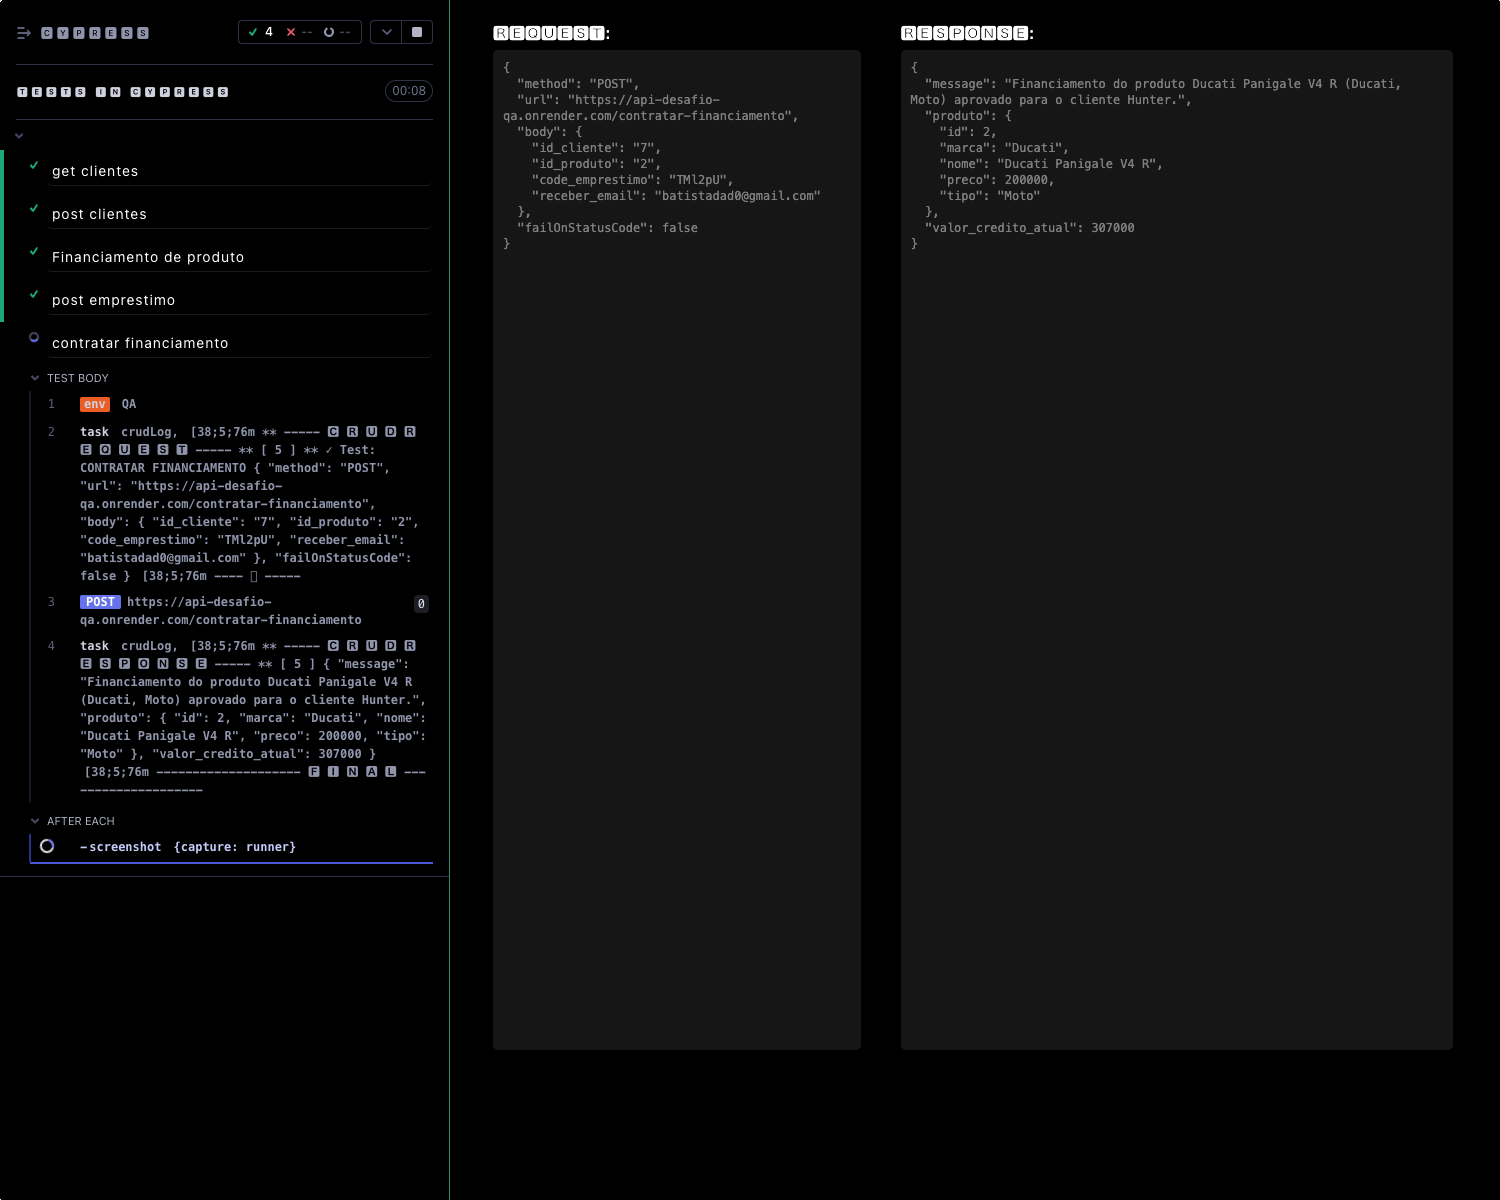 CYPRESS
4 -- --
TESTS IN CYPRESS
00:08
get clientes
post clientes
Financiamento de produto
post emprestimo
contratar financiamento
TEST BODY
1 env QA
2 task crudLog, [38;5;76m ** ----- C R U D R
E Q U E S T ----- ** [ 5 ] ** ✓ Test:
CONTRATAR FINANCIAMENTO { "method": "POST",
"url": "https://api-desafio-
qa.onrender.com/contratar-financiamento",
"body": { "id_cliente": "7", "id_produto": "2",
"code_emprestimo": "TMl2pU", "receber_email":
"batistadad0@gmail.com" }, "failOnStatusCode":
false } [38;5;76m ---- ▯ -----
3 POST https://api-desafio-
qa.onrender.com/contratar-financiamento
0
4 task crudLog, [38;5;76m ** ----- C R U D R
E S P O N S E ----- ** [ 5 ] { "message":
"Financiamento do produto Ducati Panigale V4 R
(Ducati, Moto) aprovado para o cliente Hunter.",
"produto": { "id": 2, "marca": "Ducati", "nome":
"Ducati Panigale V4 R", "preco": 200000, "tipo":
"Moto" }, "valor_credito_atual": 307000 }
[38;5;76m -------------------- F I N A L ---
-----------------
AFTER EACH
-screenshot {capture: runner}
REQUEST:
{
"method": "POST",
"url": "https://api-desafio-
qa.onrender.com/contratar-financiamento",
"body": {
"id_cliente": "7",
"id_produto": "2",
"code_emprestimo": "TMl2pU",
"receber_email": "batistadad0@gmail.com"
},
"failOnStatusCode": false
}
RESPONSE:
{
"message": "Financiamento do produto Ducati Panigale V4 R (Ducati,
Moto) aprovado para o cliente Hunter.",
"produto": {
"id": 2,
"marca": "Ducati",
"nome": "Ducati Panigale V4 R",
"preco": 200000,
"tipo": "Moto"
},
"valor_credito_atual": 307000
}